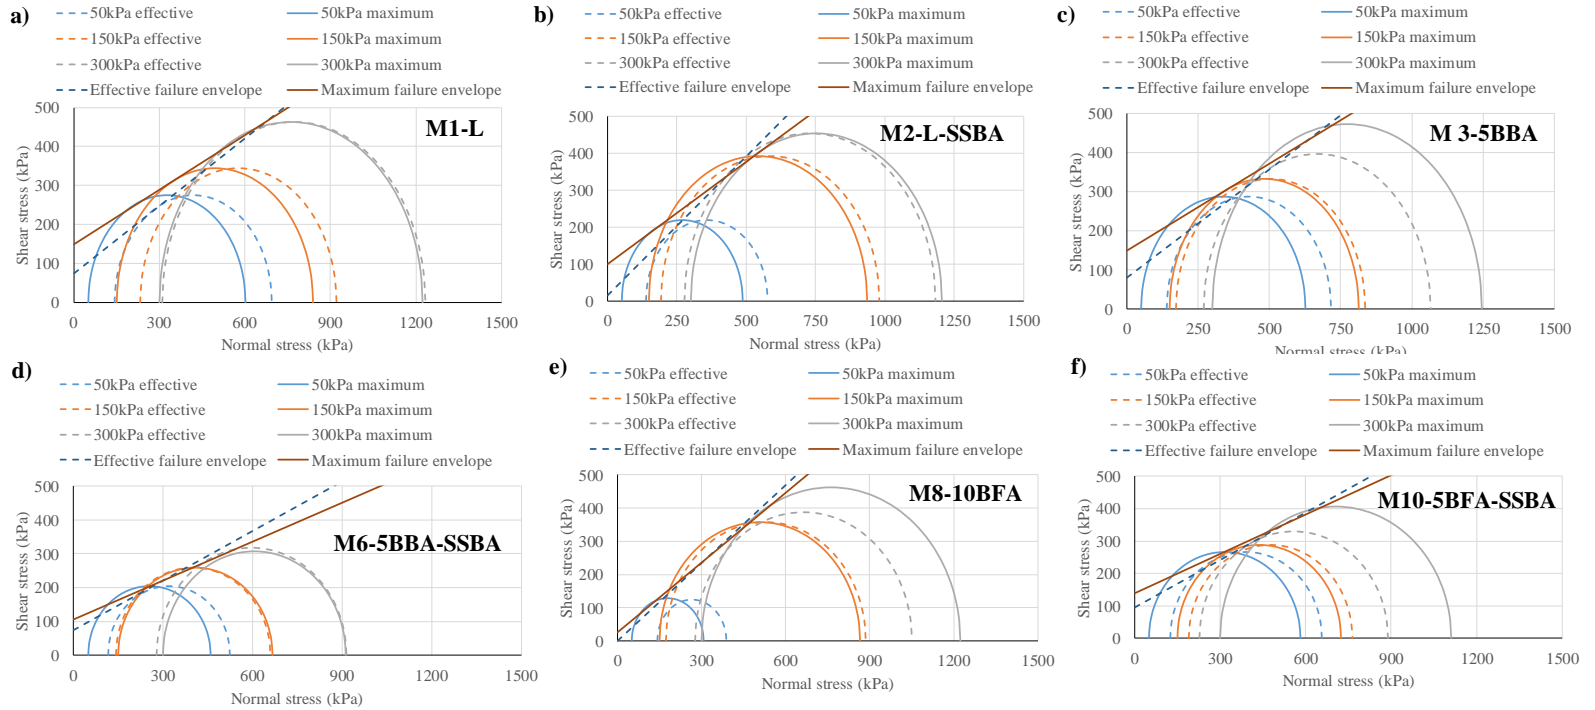 a)
50kPa effective 50kPa maximum
150kPa effective 150kPa maximum
300kPa effective 300kPa maximum
Effective failure envelope Maximum failure envelope
M1-L
Shear stress (kPa)
500
400
300
200
100
0
0 300 600 900 1200 1500
Normal stress (kPa)
b)
50kPa effective 50kPa maximum
150kPa effective 150kPa maximum
300kPa effective 300kPa maximum
Effective failure envelope Maximum failure envelope
M2-L-SSBA
Shear stress (kPa)
500
400
300
200
100
0
0 250 500 750 1000 1250 1500
Normal stress (kPa)
c)
50kPa effective 50kPa maximum
150kPa effective 150kPa maximum
300kPa effective 300kPa maximum
Effective failure envelope Maximum failure envelope
M 3-5BBA
Shear stress (kPa)
500
400
300
200
100
0
0 250 500 750 1000 1250 1500
Normal stress (kPa)
d)
50kPa effective 50kPa maximum
150kPa effective 150kPa maximum
300kPa effective 300kPa maximum
Effective failure envelope Maximum failure envelope
M6-5BBA-SSBA
Shear stress (kPa)
500
400
300
200
100
0
0 300 600 900 1200 1500
Normal stress (kPa)
e)
50kPa effective 50kPa maximum
150kPa effective 150kPa maximum
300kPa effective 300kPa maximum
Effective failure envelope Maximum failure envelope
M8-10BFA
Shear stress (kPa)
500
400
300
200
100
0
0 300 600 900 1200 1500
Normal stress (kPa)
f)
50kPa effective 50kPa maximum
150kPa effective 150kPa maximum
300kPa effective 300kPa maximum
Effective failure envelope Maximum failure envelope
M10-5BFA-SSBA
Shear stress (kPa)
500
400
300
200
100
0
0 300 600 900 1200 1500
Normal stress (kPa)